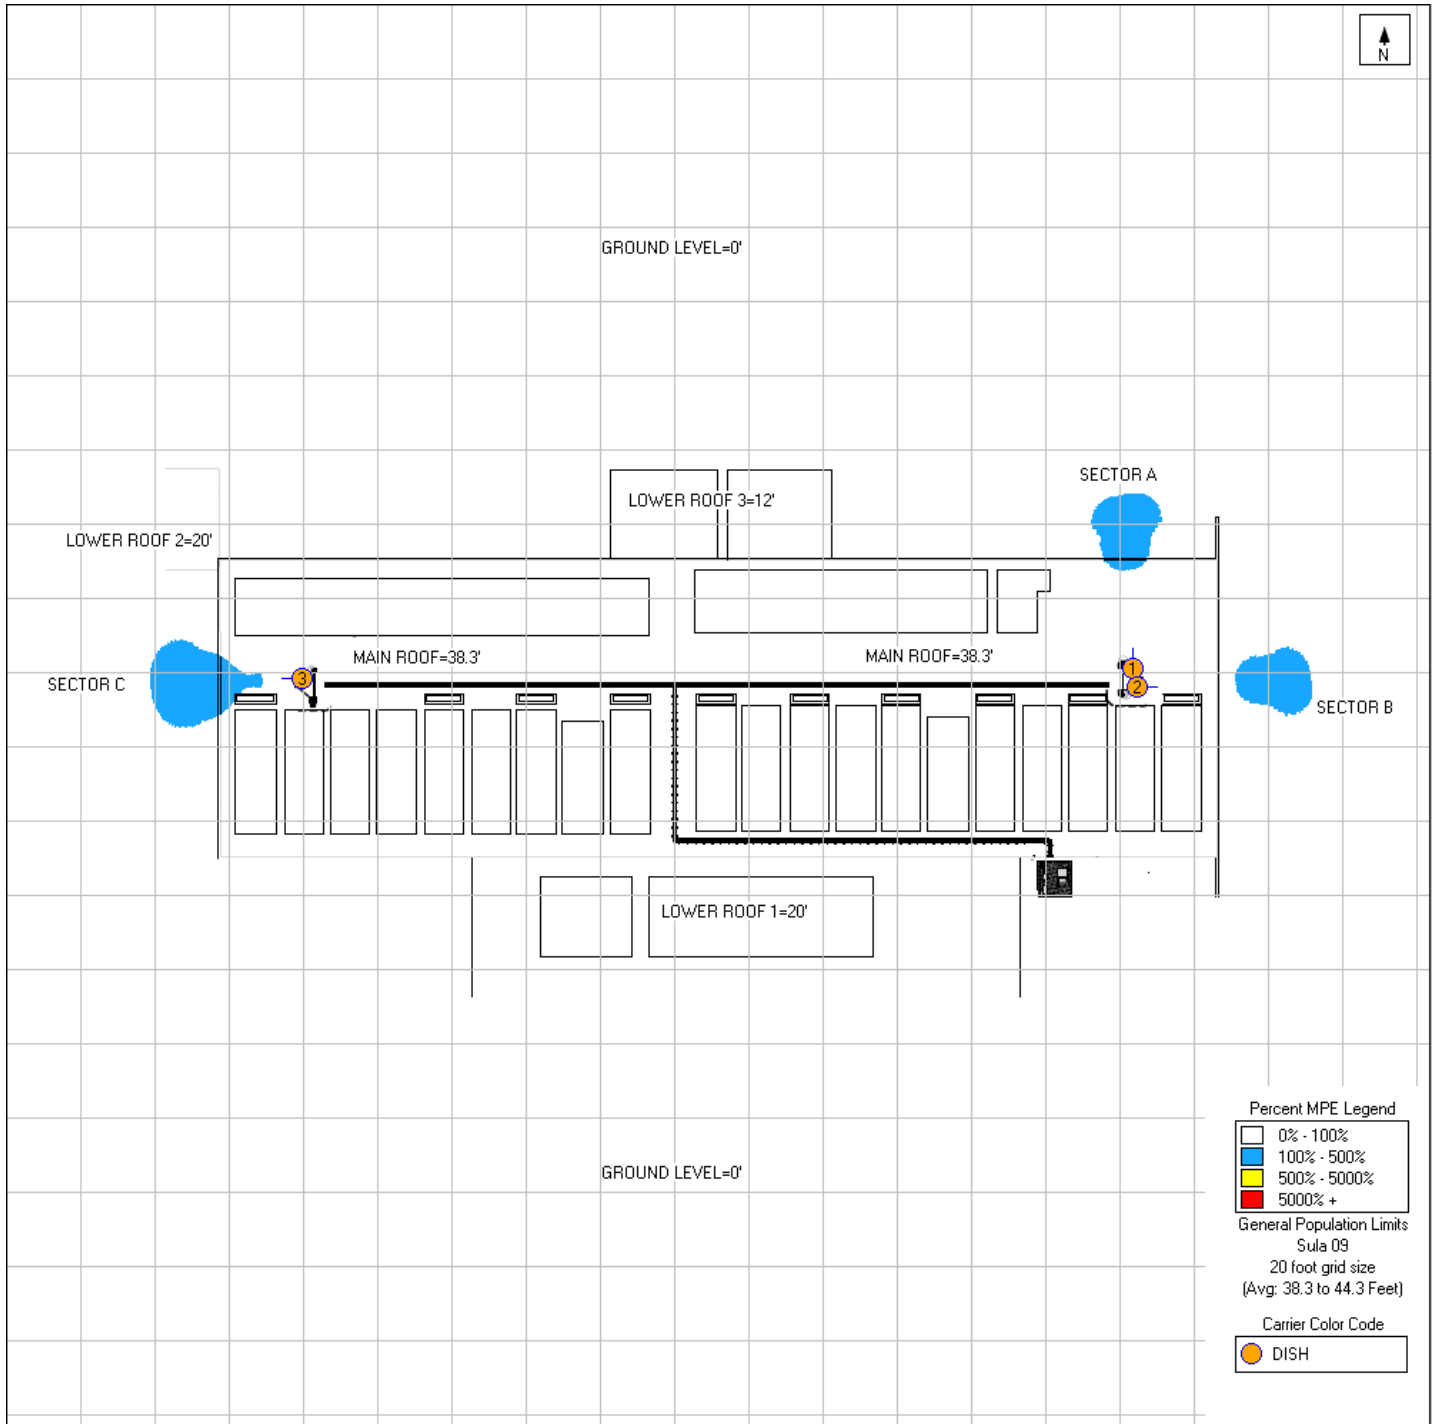 N
GROUND LEVEL=0'
SECTOR A
LOWER ROOF 3=12'
LOWER ROOF 2=20'
MAIN ROOF=38.3'
MAIN ROOF=38.3'
1
SECTOR C
3
2
SECTOR B
LOWER ROOF 1=20'
GROUND LEVEL=0'
Percent MPE Legend
0% - 100%
100% - 500%
500% - 5000%
5000% +
General Population Limits
Sula 09
20 foot grid size
(Avg: 38.3 to 44.3 Feet)
Carrier Color Code
DISH